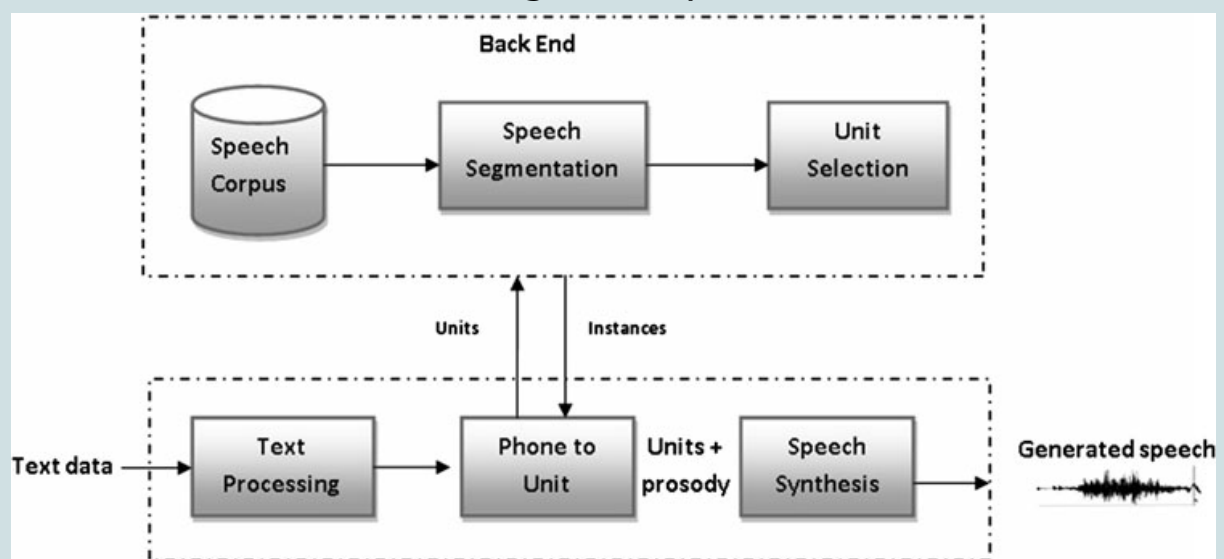 Back End
Speech
Corpus
Speech
Segmentation
Unit
Selection
Units
Instances
Text data
Text
Processing
Phone to
Unit
Units +
prosody
Speech
Synthesis
Generated speech